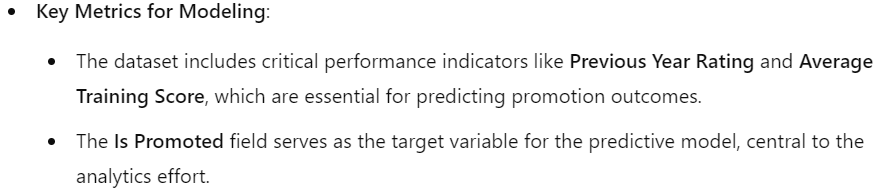 • Key Metrics for Modeling:
• The dataset includes critical performance indicators like Previous Year Rating and Average
Training Score, which are essential for predicting promotion outcomes.
• The Is Promoted field serves as the target variable for the predictive model, central to the
analytics effort.